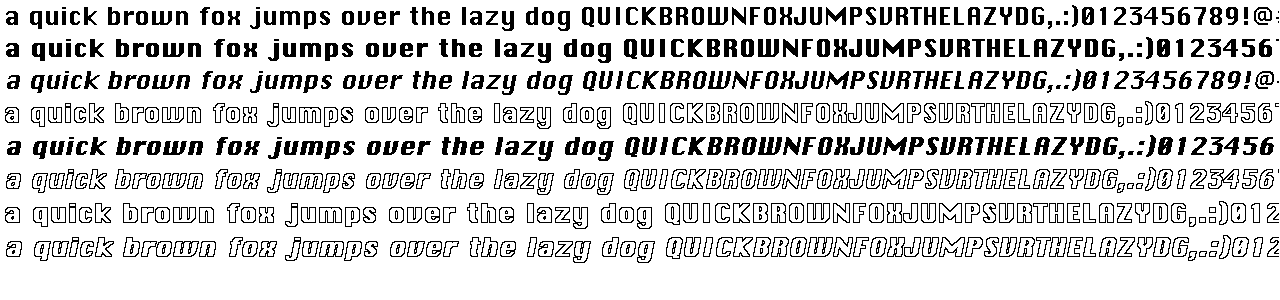 a quick brown fox jumps over the lazy dog QUICKBROWNFOXJUMPSVRTHELAZYDG,.:)0123456789!@
a quick brown fox jumps over the lazy dog QUICKBROWNFOXJUMPSVRTHELAZYDG,.:)0123456
a quick brown fox jumps over the lazy dog QUICKBROWNFOXJUMPSVRTHELAZYDG,.:)0123456789!@
a quick brown fox jumps over the lazy dog QUICKBROWNFOXJUMPSVRTHELAZYDG,.:)0123456
a quick brown fox jumps over the lazy dog QUICKBROWNFOXJUMPSVRTHELAZYDG,.:)0123456
a quick brown fox jumps over the lazy dog QUICKBROWNFOXJUMPSVRTHELAZYDG,.:)0123456
a quick brown fox jumps over the lazy dog QUICKBROWNFOXJUMPSVRTHELAZYDG,.:)012
a quick brown fox jumps over the lazy dog QUICKBROWNFOXJUMPSVRTHELAZYDG,.:)012